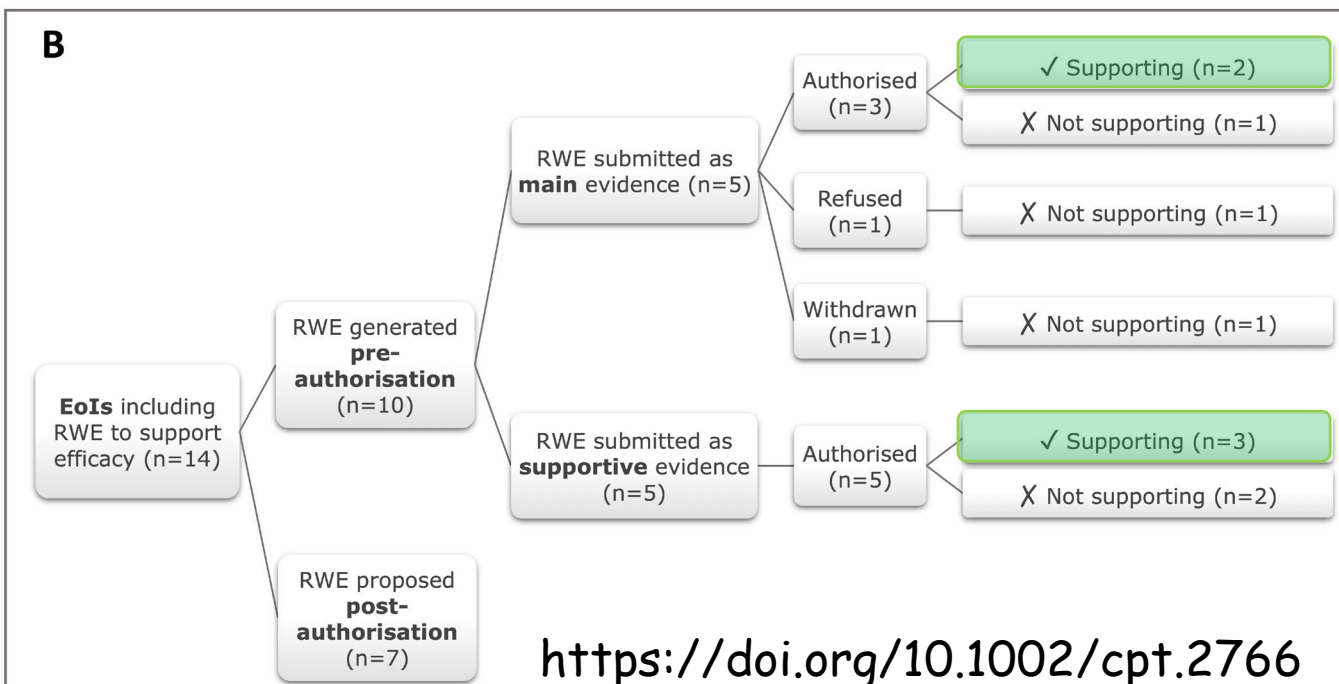 B
EoIs including
RWE to support
efficacy (n=14)
RWE generated
pre-
authorisation
(n=10)
RWE proposed
post-
authorisation
(n=7)
RWE submitted as
main evidence (n=5)
RWE submitted as
supportive evidence
(n=5)
Authorised
(n=3)
Refused
(n=1)
Withdrawn
(n=1)
Authorised
(n=5)
✓ Supporting (n=2)
✗ Not supporting (n=1)
✗ Not supporting (n=1)
✗ Not supporting (n=1)
✓ Supporting (n=3)
✗ Not supporting (n=2)
https://doi.org/10.1002/cpt.2766